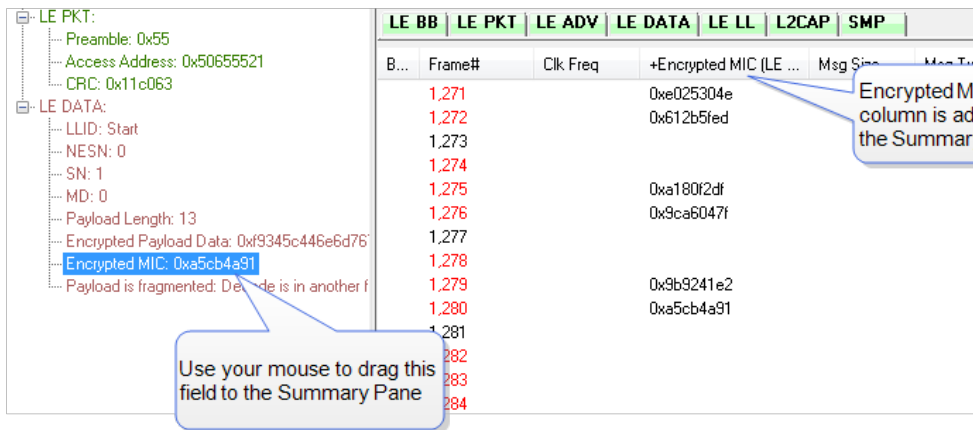 LE PKT:
Preamble: 0x55
Access Address: 0x50655521
CRC: 0x11c063
LE DATA:
LLID: Start
NESN: 0
SN: 1
MD: 0
Payload Length: 13
Encrypted Payload Data: 0xf9345c446e6d76
Encrypted MIC: 0xa5cb4a91
Payload is fragmented: Decode is in another f
Use your mouse to drag this
field to the Summary Pane
LE BB LE PKT LE ADV LE DATA LE LL L2CAP SMP
B... Frame# Clk Freq +Encrypted MIC (LE ... Msg Size
Encrypted M
column is ad
the Summar
1,271 0xe025304e
1,272 0x612b5fed
1,273
1,274
1,275 0xa180f2df
1,276 0x9ca6047f
1,277
1,278
1,279 0x9b9241e2
1,280 0xa5cb4a91
1,281
282
283
284